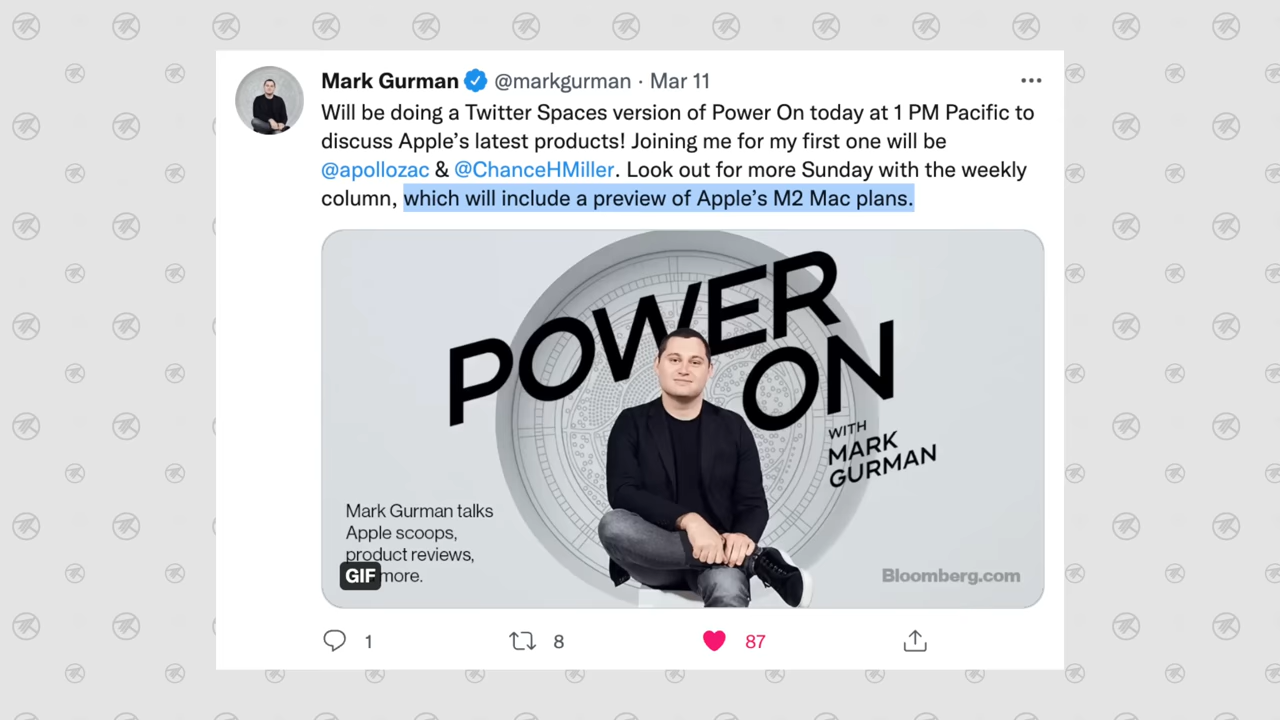 Mark Gurman @markgurman · Mar 11
Will be doing a Twitter Spaces version of Power On today at 1 PM Pacific to
discuss Apple’s latest products! Joining me for my first one will be
@apollozac & @ChanceHMiller. Look out for more Sunday with the weekly
column, which will include a preview of Apple’s M2 Mac plans.
POWER
ON
WITH
MARK
GURMAN
Mark Gurman talks
Apple scoops,
product reviews,
GIF more.
Bloomberg.com
1 8 87